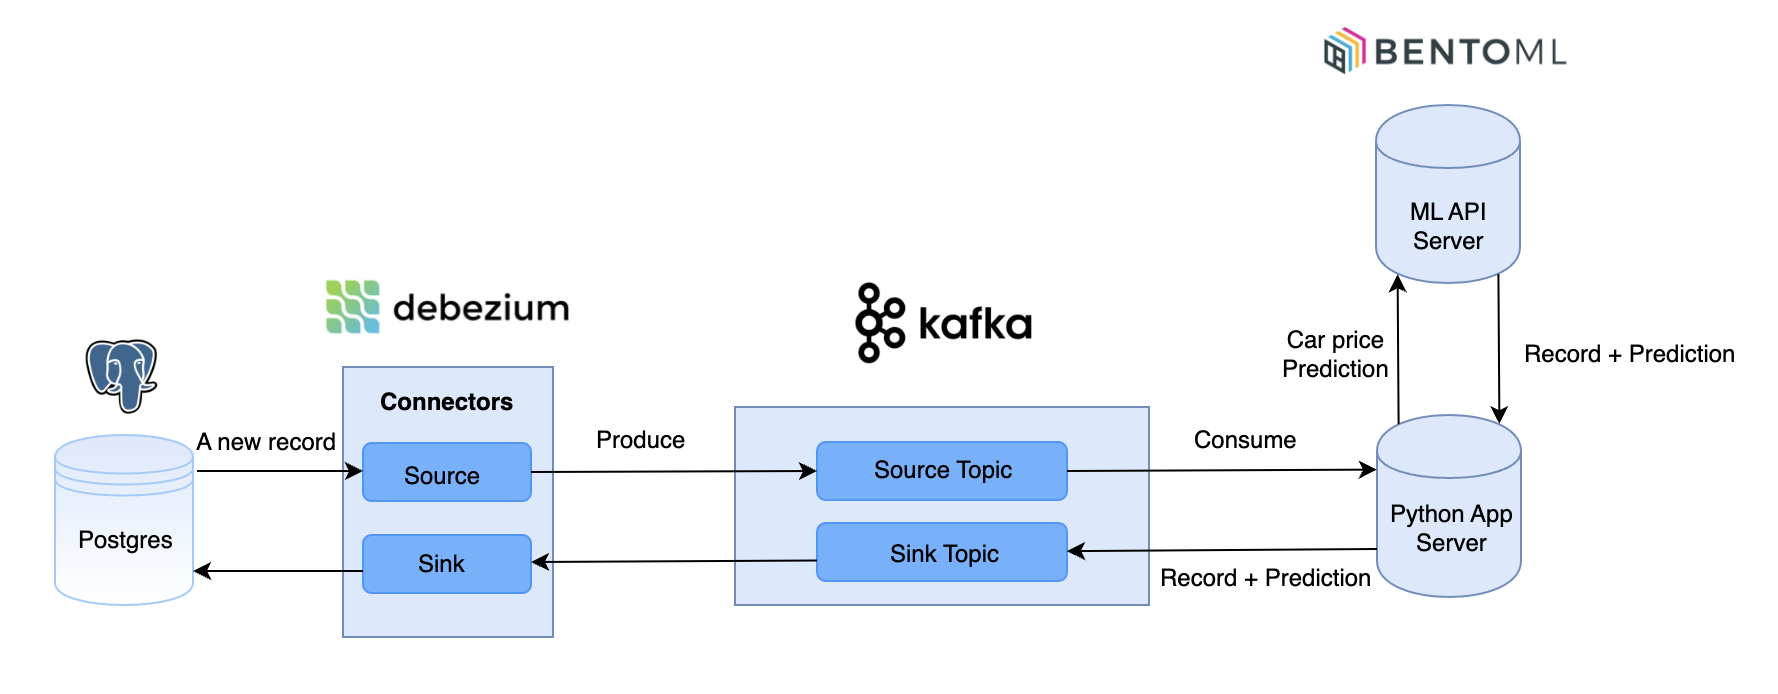 BENTOML
ML API
Server
debezium
kafka
Car price
Prediction
Record + Prediction
Connectors
A new record
Source
Produce
Source Topic
Consume
Python App
Server
Postgres
Sink
Sink Topic
Record + Prediction